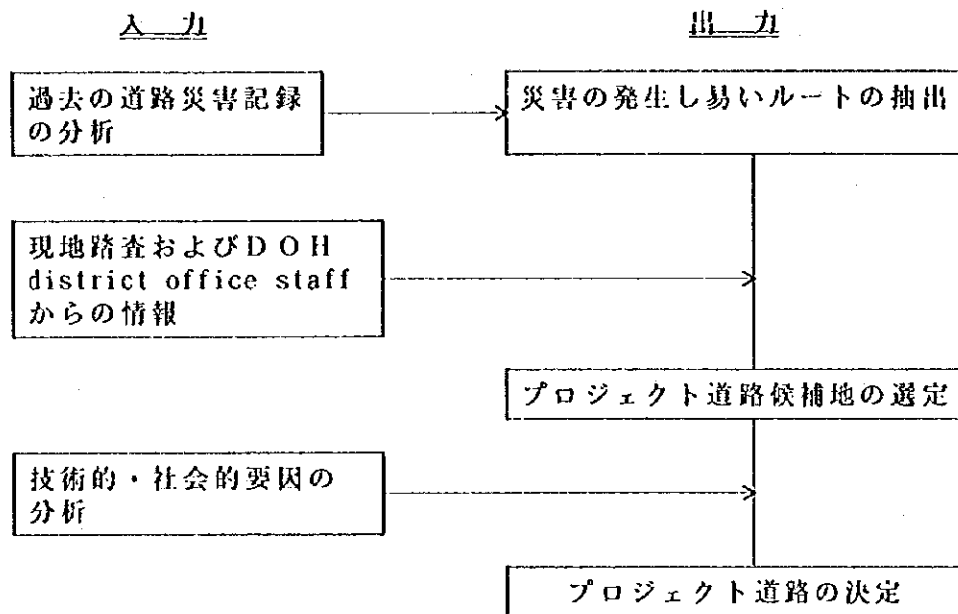 入 力
出 力
過去の道路災害記録
の分析
災害の発生し易いルートの抽出
現地踏査およびDOH
district office staff
からの情報
プロジェクト道路候補地の選定
技術的・社会的要因の
分析
プロジェクト道路の決定